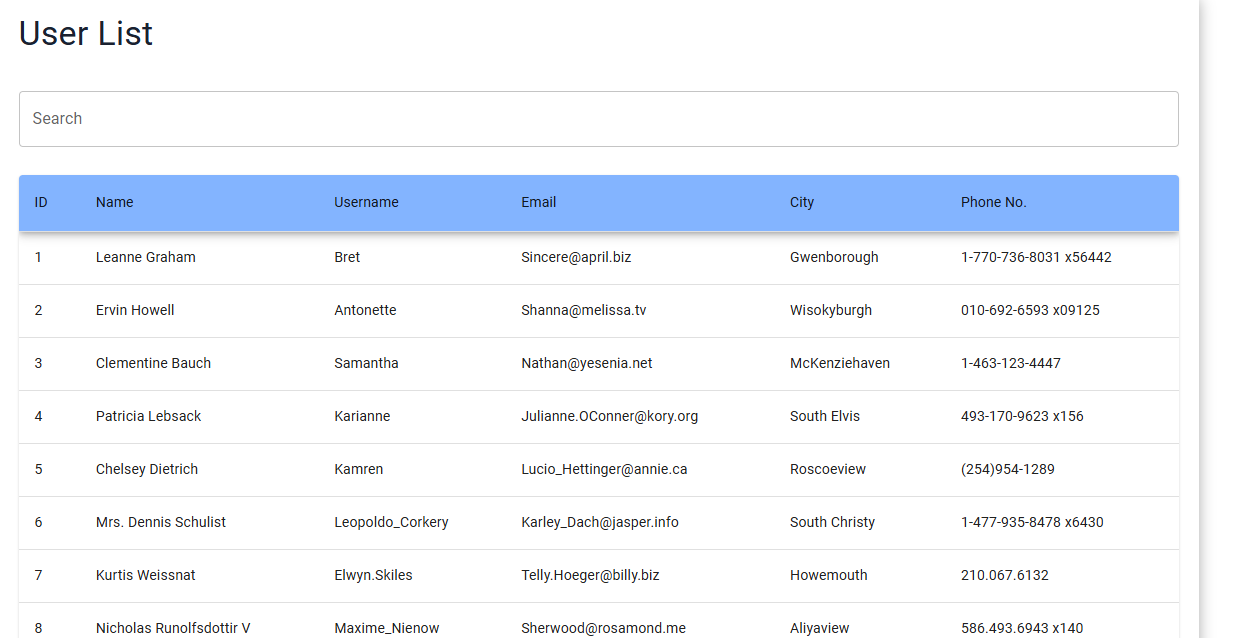 User List
Search
ID Name Username Email City Phone No.
1 Leanne Graham Bret Sincere@april.biz Gwenborough 1-770-736-8031 x56442
2 Ervin Howell Antonette Shanna@melissa.tv Wisokyburgh 010-692-6593 x09125
3 Clementine Bauch Samantha Nathan@yesenia.net McKenziehaven 1-463-123-4447
4 Patricia Lebsack Karianne Julianne.OConner@kory.org South Elvis 493-170-9623 x156
5 Chelsey Dietrich Kamren Lucio_Hettinger@annie.ca Roscoeview (254)954-1289
6 Mrs. Dennis Schulist Leopoldo_Corkery Karley_Dach@jasper.info South Christy 1-477-935-8478 x6430
7 Kurtis Weissnat Elwyn.Skiles Telly.Hoeger@billy.biz Howemouth 210.067.6132
8 Nicholas Runolfsdottir V Maxime_Nienow Sherwood@rosamond.me Aliyaview 586.493.6943 x140